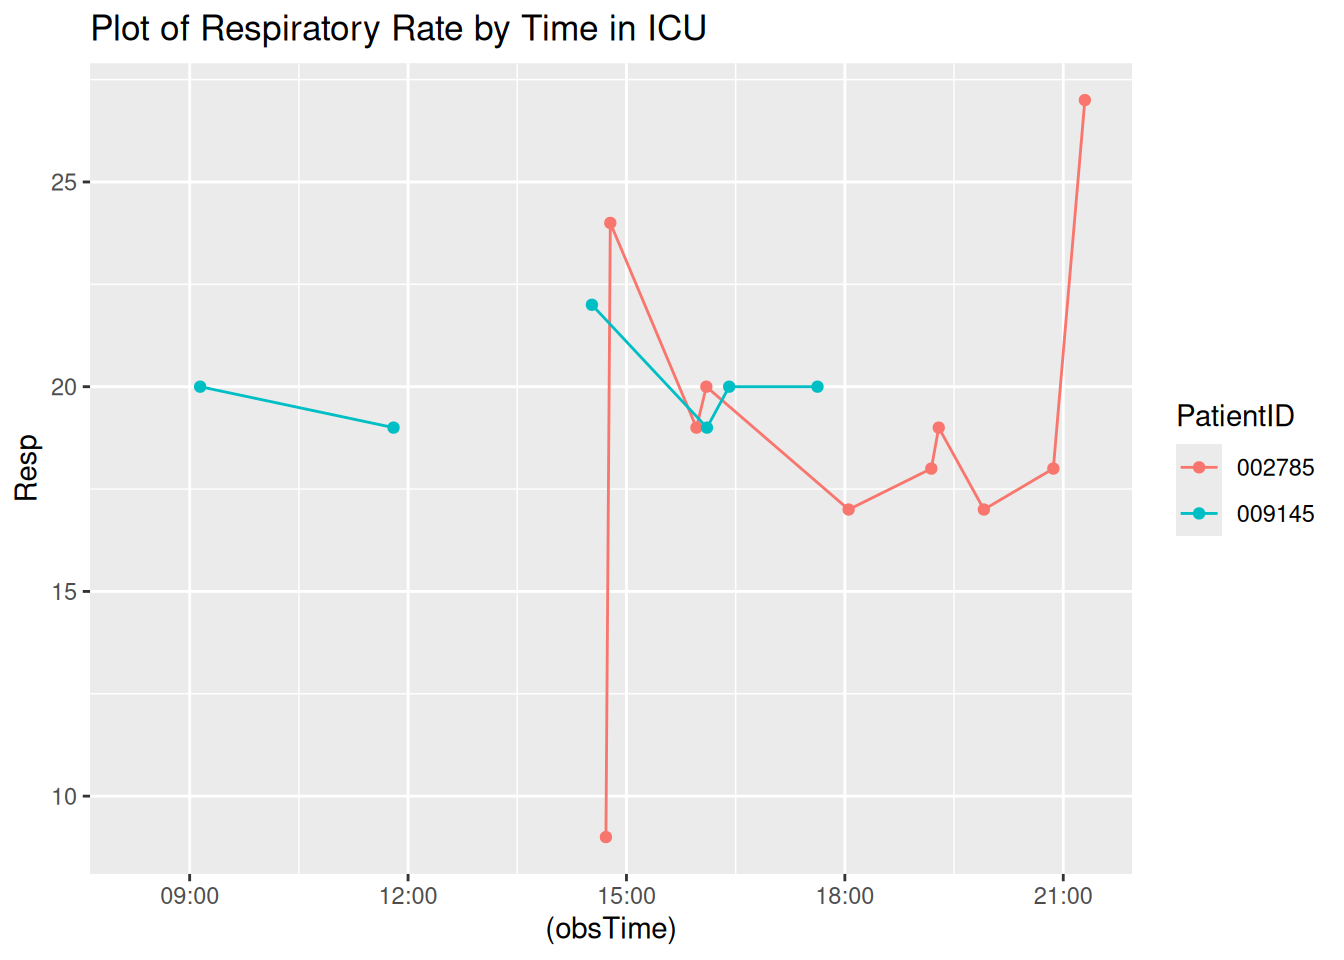 Plot of Respiratory Rate by Time in ICU
25
20
15
10
Resp
09:00 12:00 15:00 18:00 21:00
(obsTime)
PatientID
002785
009145